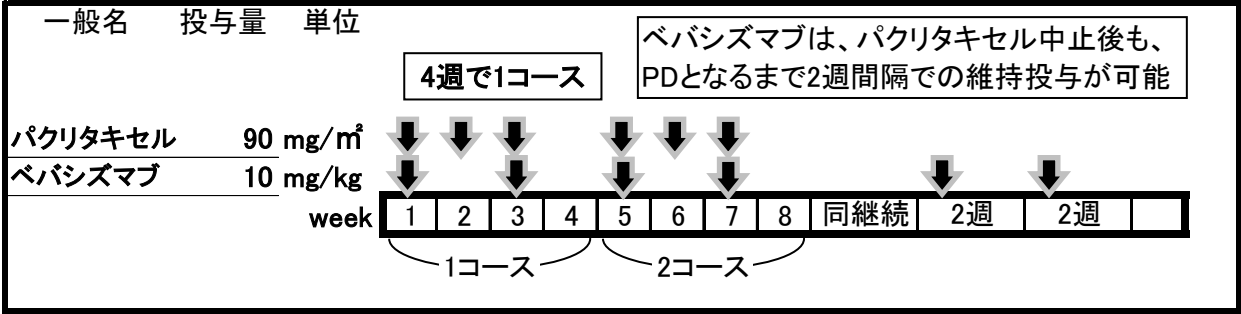 一般名 投与量 単位
ベバシズマブは、パクリタキセル中止後も、
PDとなるまで2週間隔での維持投与が可能
4週で1コース
パクリタキセル 90 mg/㎡
ベバシズマブ 10 mg/kg
week 1 2 3 4 5 6 7 8 同継続 2週 2週
1コース 2コース